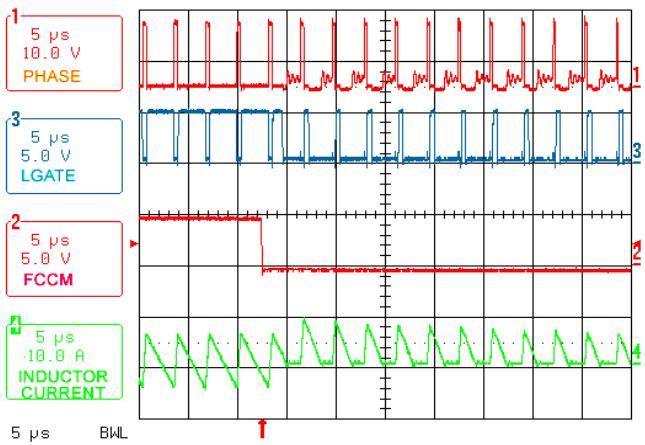 1
5 µs
10.0 V
PHASE
1
3
5 µs
5.0 V
LGATE
3
2
5 µs
5.0 V
FCCM
2
4
5 µs
10.0 A
INDUCTOR
CURRENT
4
5 µs BWL